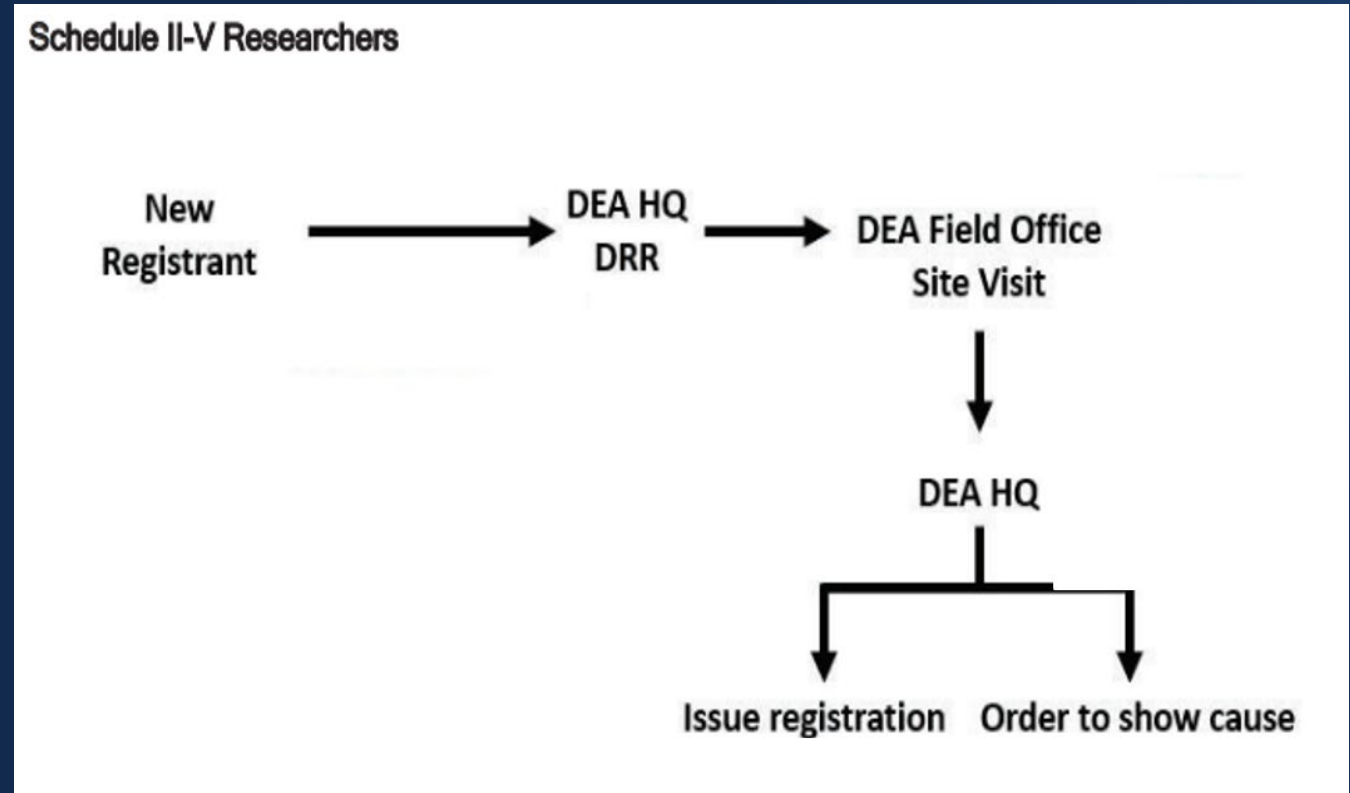 Schedule II-V Researchers
New
Registrant
DEA HQ
DRR
DEA Field Office
Site Visit
DEA HQ
Issue registration
Order to show cause